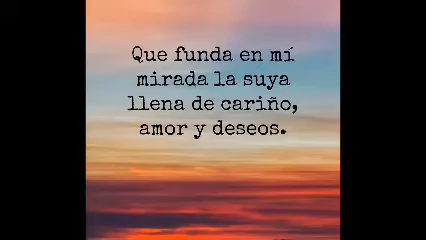 Que funda en mí
mirada la suya
llena de cariño,
amor y deseos.